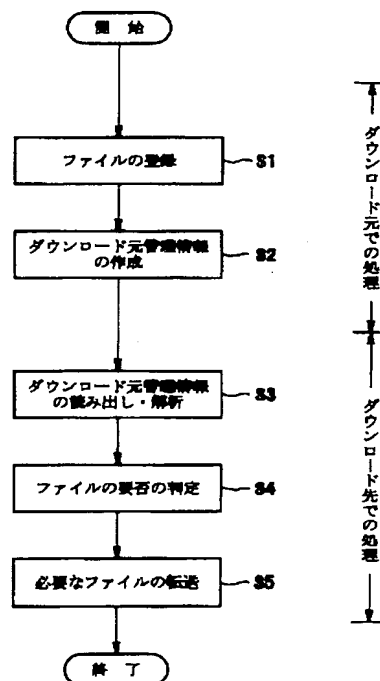 開 始
ファイルの登録
S1
ダウンロード元管理情報
の作成
S2
ダウンロード元管理情報
の読み出し・解析
S3
ファイルの要否の判定
S4
必要なファイルの転送
S5
終 了
ダウンロード元での処理
ダウンロード先での処理